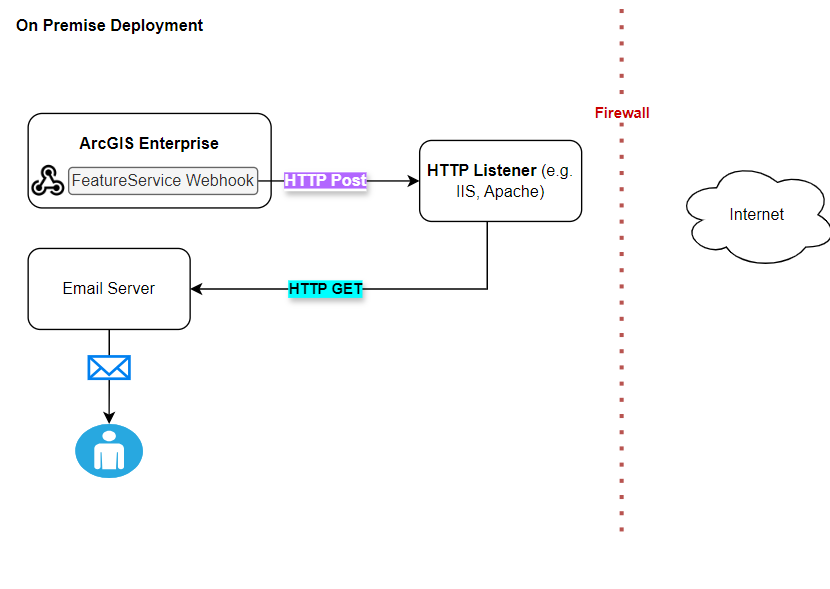 On Premise Deployment
Firewall
ArcGIS Enterprise
FeatureService Webhook
HTTP Post
HTTP Listener (e.g.
IIS, Apache)
Internet
Email Server
HTTP GET